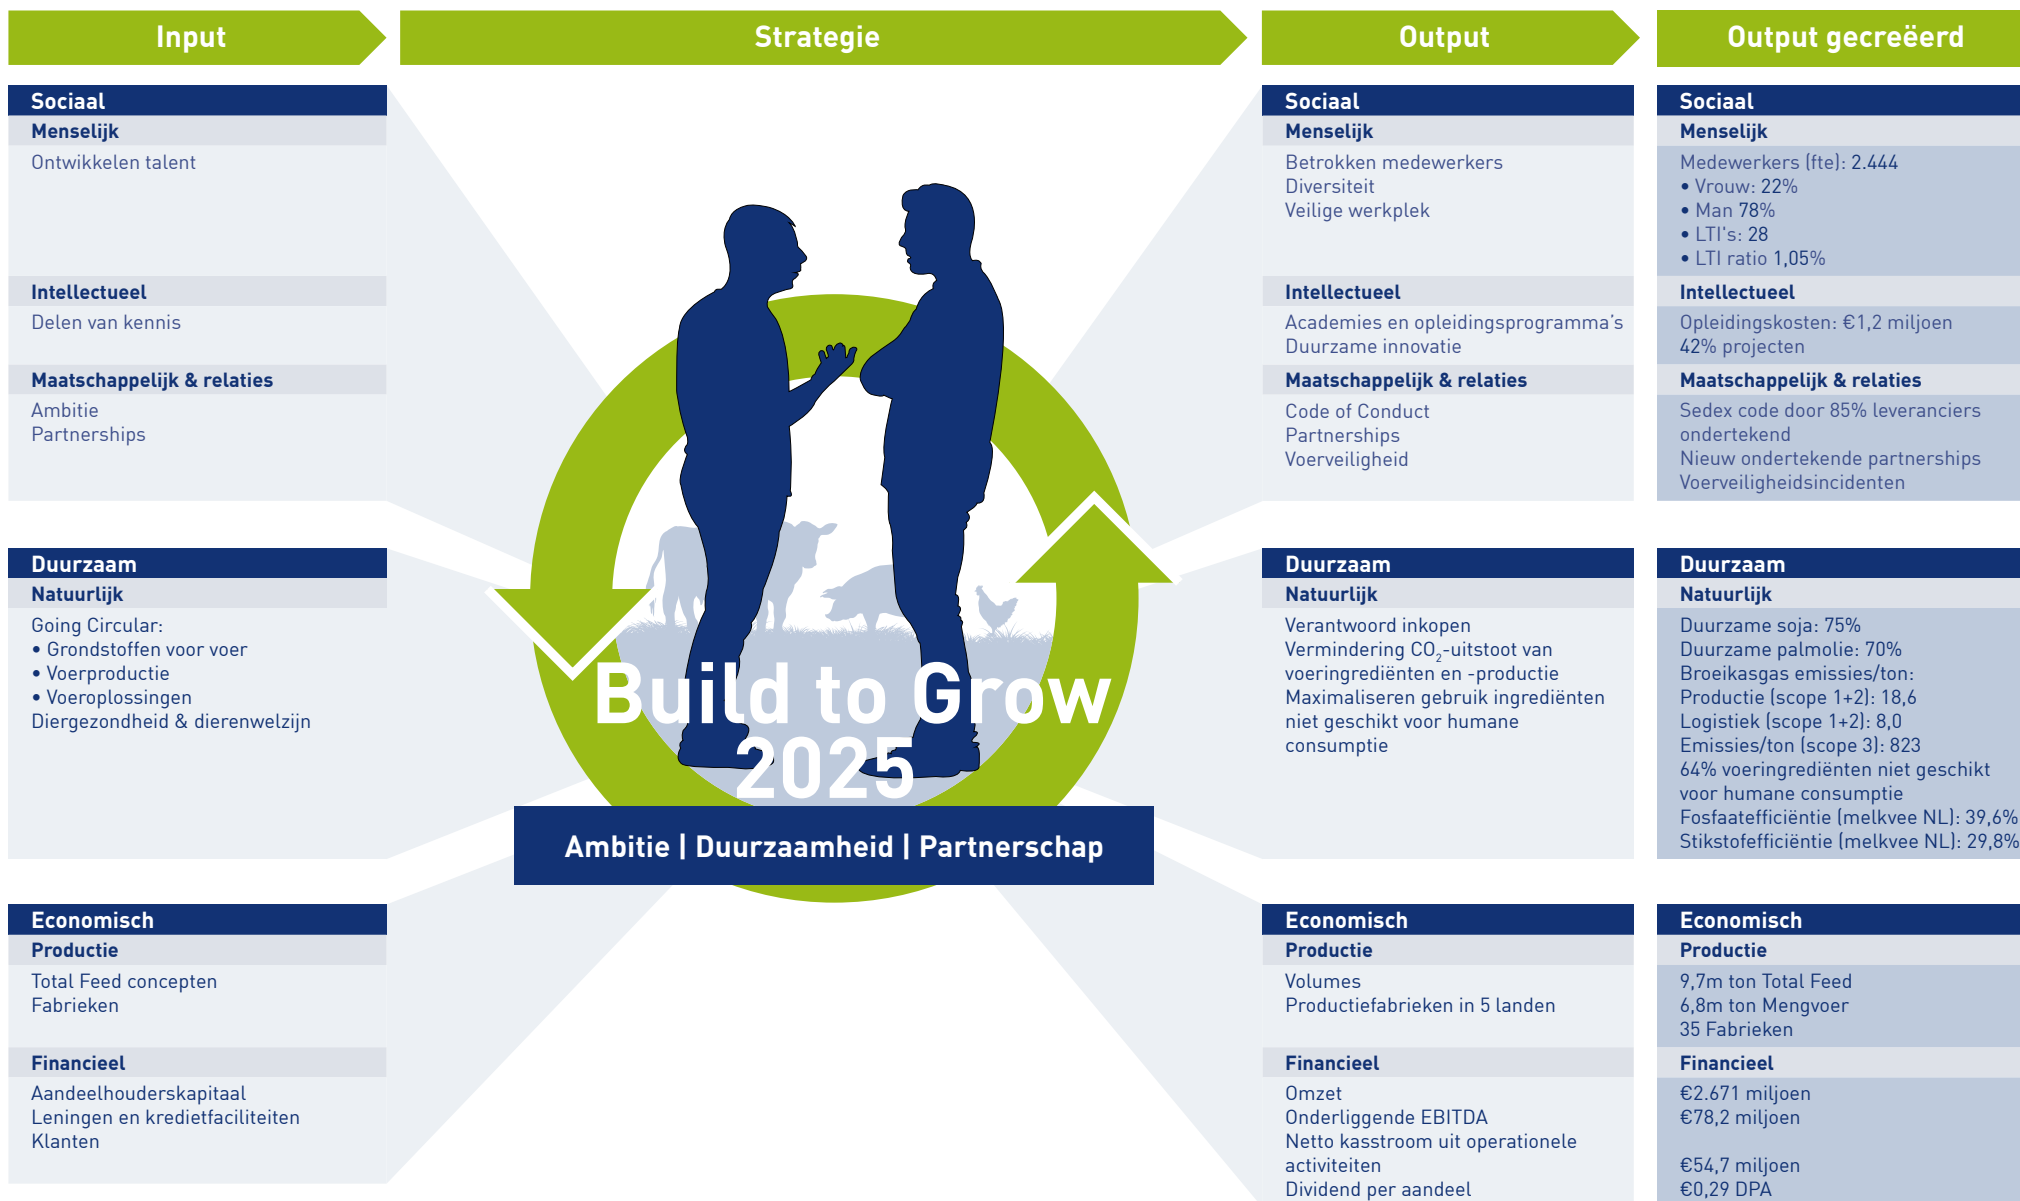 Input
Strategie
Output
Output gecreëerd
Sociaal
Menselijk
Ontwikkelen talent
Intellectueel
Delen van kennis
Maatschappelijk & relaties
Ambitie
Partnerships
Duurzaam
Natuurlijk
Going Circular:
• Grondstoffen voor voer
• Voerproductie
• Voeroplossingen
Diergezondheid & dierenwelzijn
Economisch
Productie
Total Feed concepten
Fabrieken
Financieel
Aandeelhouderskapitaal
Leningen en kredietfaciliteiten
Klanten
Build to Grow
2025
Ambitie | Duurzaamheid | Partnerschap
Sociaal
Menselijk
Betrokken medewerkers
Diversiteit
Veilige werkplek
Intellectueel
Academies en opleidingsprogramma's
Duurzame innovatie
Maatschappelijk & relaties
Code of Conduct
Partnerships
Voerveiligheid
Duurzaam
Natuurlijk
Verantwoord inkopen
Vermindering CO₂-uitstoot van
voeringrediënten en -productie
Maximaliseren gebruik ingrediënten
niet geschikt voor humane
consumptie
Economisch
Productie
Volumes
Productiefabrieken in 5 landen
Financieel
Omzet
Onderliggende EBITDA
Netto kasstroom uit operationele
activiteiten
Dividend per aandeel
Sociaal
Menselijk
Medewerkers (fte): 2.444
• Vrouw: 22%
• Man 78%
• LTI's: 28
• LTI ratio 1,05%
Intellectueel
Opleidingskosten: €1,2 miljoen
42% projecten
Maatschappelijk & relaties
Sedex code door 85% leveranciers
ondertekend
Nieuw ondertekende partnerships
Voerveiligheidsincidenten
Duurzaam
Natuurlijk
Duurzame soja: 75%
Duurzame palmolie: 70%
Broeikasgas emissies/ton:
Productie (scope 1+2): 18,6
Logistiek (scope 1+2): 8,0
Emissies/ton (scope 3): 823
64% voeringrediënten niet geschikt
voor humane consumptie
Fosfaatefficiëntie (melkvee NL): 39,6%
Stikstofefficiëntie (melkvee NL): 29,8%
Economisch
Productie
9,7m ton Total Feed
6,8m ton Mengvoer
35 Fabrieken
Financieel
€2.671 miljoen
€78,2 miljoen
€54,7 miljoen
€0,29 DPA